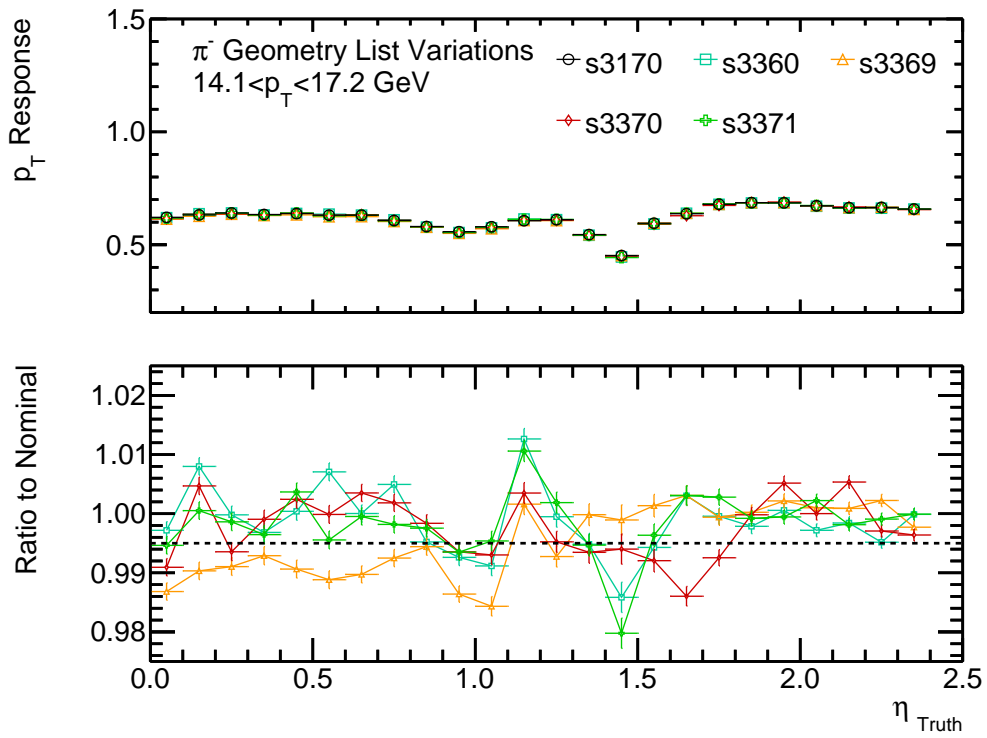 1.5
1.0
0.5
p_T Response
π⁻ Geometry List Variations
14.1<p_T<17.2 GeV
s3170 s3360 s3369
s3370 s3371
1.02
1.01
1.00
0.99
0.98
Ratio to Nominal
0.0 0.5 1.0 1.5 2.0 2.5
η_Truth